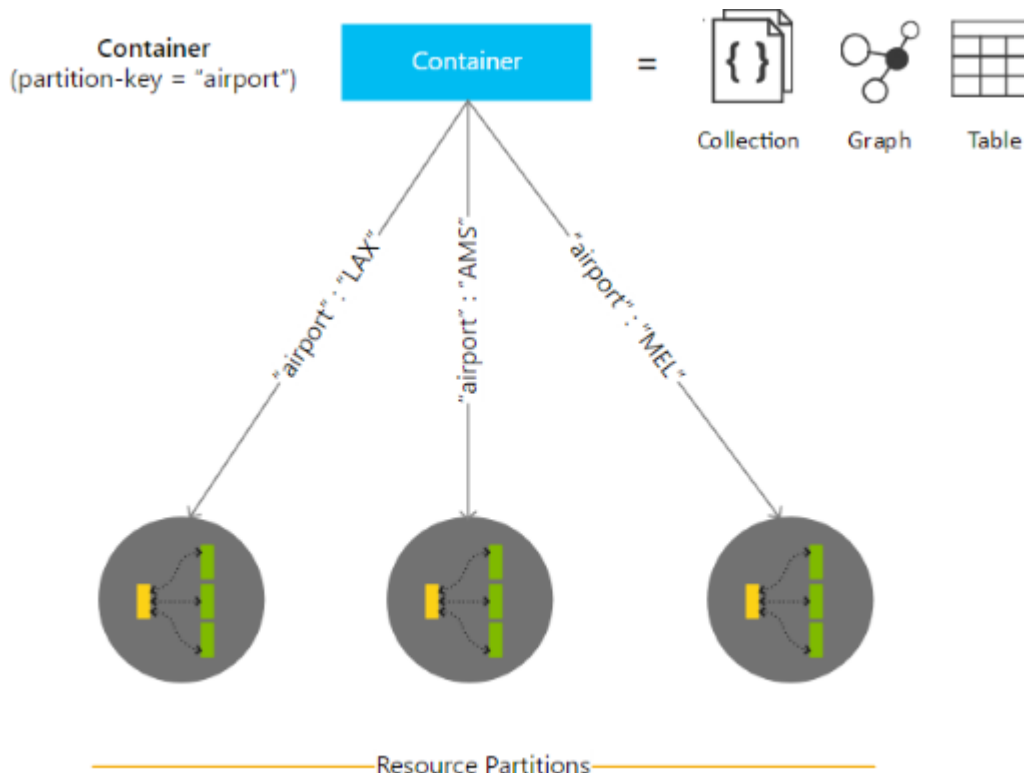 Container
(partition-key = “airport”)
Container
=
{ }
Collection
Graph
Table
“airport” : “LAX”
“airport” : “AMS”
“airport” : “MEL”
Resource Partitions